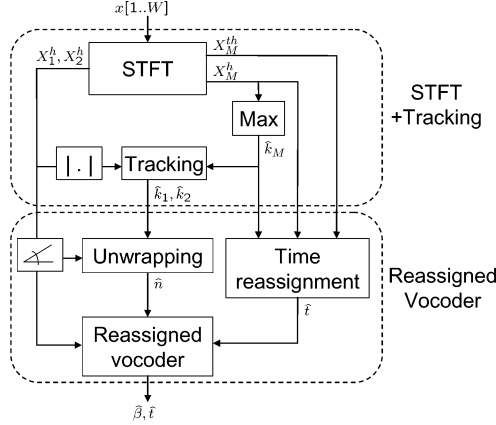 x[1..W]
X_1^h, X_2^h
STFT
X_M^{th}
X_M^h
Max
STFT
+Tracking
k̂_M
| . |
Tracking
k̂_1, k̂_2
Unwrapping
Time
reassignment
Reassigned
Vocoder
n̂
t̂
Reassigned
vocoder
β̂, t̂